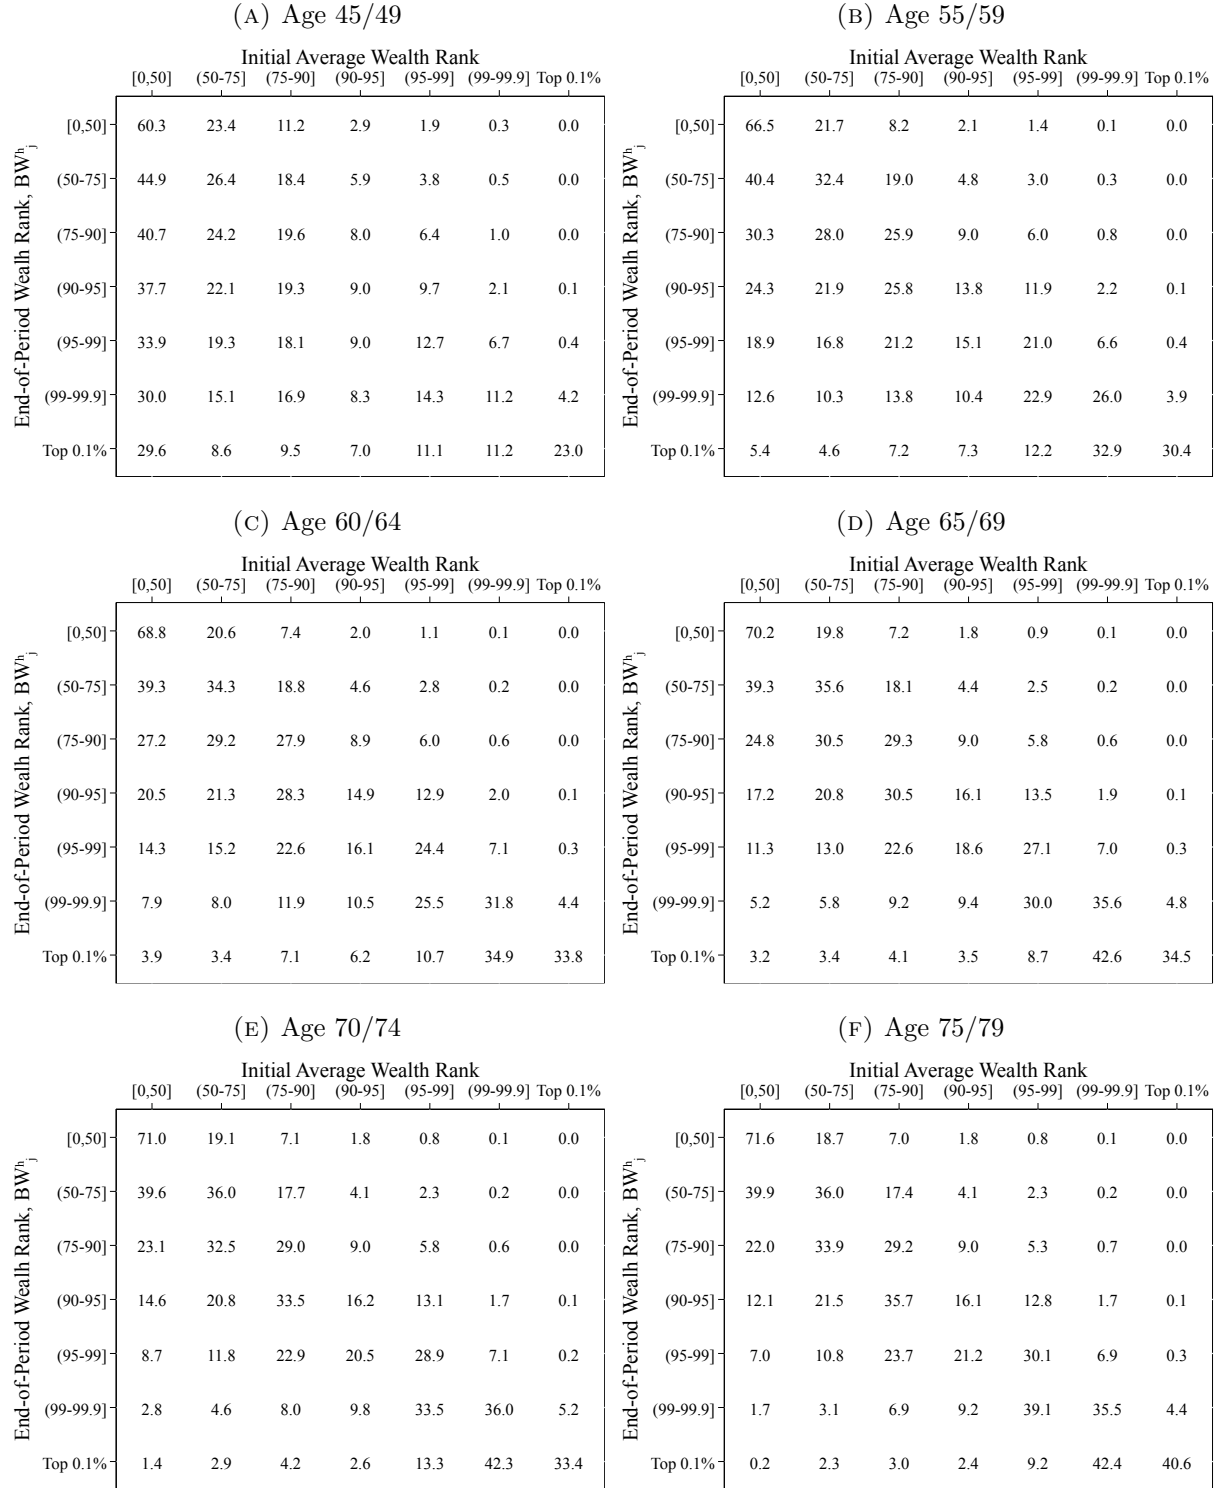 (A) Age 45/49
Initial Average Wealth Rank
[0,50] (50-75] (75-90] (90-95] (95-99] (99-99.9] Top 0.1%
End-of-Period Wealh Rank, BW^h_j
[0,50] 60.3 23.4 11.2 2.9 1.9 0.3 0.0
(50-75] 44.9 26.4 18.4 5.9 3.8 0.5 0.0
(75-90] 40.7 24.2 19.6 8.0 6.4 1.0 0.0
(90-95] 37.7 22.1 19.3 9.0 9.7 2.1 0.1
(95-99] 33.9 19.3 18.1 9.0 12.7 6.7 0.4
(99-99.9] 30.0 15.1 16.9 8.3 14.3 11.2 4.2
Top 0.1% 29.6 8.6 9.5 7.0 11.1 11.2 23.0
(B) Age 55/59
Initial Average Wealth Rank
[0,50] (50-75] (75-90] (90-95] (95-99] (99-99.9] Top 0.1%
End-of-Period Wealh Rank, BW^h_j
[0,50] 66.5 21.7 8.2 2.1 1.4 0.1 0.0
(50-75] 40.4 32.4 19.0 4.8 3.0 0.3 0.0
(75-90] 30.3 28.0 25.9 9.0 6.0 0.8 0.0
(90-95] 24.3 21.9 25.8 13.8 11.9 2.2 0.1
(95-99] 18.9 16.8 21.2 15.1 21.0 6.6 0.4
(99-99.9] 12.6 10.3 13.8 10.4 22.9 26.0 3.9
Top 0.1% 5.4 4.6 7.2 7.3 12.2 32.9 30.4
(C) Age 60/64
Initial Average Wealth Rank
[0,50] (50-75] (75-90] (90-95] (95-99] (99-99.9] Top 0.1%
End-of-Period Wealh Rank, BW^h_j
[0,50] 68.8 20.6 7.4 2.0 1.1 0.1 0.0
(50-75] 39.3 34.3 18.8 4.6 2.8 0.2 0.0
(75-90] 27.2 29.2 27.9 8.9 6.0 0.6 0.0
(90-95] 20.5 21.3 28.3 14.9 12.9 2.0 0.1
(95-99] 14.3 15.2 22.6 16.1 24.4 7.1 0.3
(99-99.9] 7.9 8.0 11.9 10.5 25.5 31.8 4.4
Top 0.1% 3.9 3.4 7.1 6.2 10.7 34.9 33.8
(D) Age 65/69
Initial Average Wealth Rank
[0,50] (50-75] (75-90] (90-95] (95-99] (99-99.9] Top 0.1%
End-of-Period Wealh Rank, BW^h_j
[0,50] 70.2 19.8 7.2 1.8 0.9 0.1 0.0
(50-75] 39.3 35.6 18.1 4.4 2.5 0.2 0.0
(75-90] 24.8 30.5 29.3 9.0 5.8 0.6 0.0
(90-95] 17.2 20.8 30.5 16.1 13.5 1.9 0.1
(95-99] 11.3 13.0 22.6 18.6 27.1 7.0 0.3
(99-99.9] 5.2 5.8 9.2 9.4 30.0 35.6 4.8
Top 0.1% 3.2 3.4 4.1 3.5 8.7 42.6 34.5
(E) Age 70/74
Initial Average Wealth Rank
[0,50] (50-75] (75-90] (90-95] (95-99] (99-99.9] Top 0.1%
End-of-Period Wealh Rank, BW^h_j
[0,50] 71.0 19.1 7.1 1.8 0.8 0.1 0.0
(50-75] 39.6 36.0 17.7 4.1 2.3 0.2 0.0
(75-90] 23.1 32.5 29.0 9.0 5.8 0.6 0.0
(90-95] 14.6 20.8 33.5 16.2 13.1 1.7 0.1
(95-99] 8.7 11.8 22.9 20.5 28.9 7.1 0.2
(99-99.9] 2.8 4.6 8.0 9.8 33.5 36.0 5.2
Top 0.1% 1.4 2.9 4.2 2.6 13.3 42.3 33.4
(F) Age 75/79
Initial Average Wealth Rank
[0,50] (50-75] (75-90] (90-95] (95-99] (99-99.9] Top 0.1%
End-of-Period Wealh Rank, BW^h_j
[0,50] 71.6 18.7 7.0 1.8 0.8 0.1 0.0
(50-75] 39.9 36.0 17.4 4.1 2.3 0.2 0.0
(75-90] 22.0 33.9 29.2 9.0 5.3 0.7 0.0
(90-95] 12.1 21.5 35.7 16.1 12.8 1.7 0.1
(95-99] 7.0 10.8 23.7 21.2 30.1 6.9 0.3
(99-99.9] 1.7 3.1 6.9 9.2 39.1 35.5 4.4
Top 0.1% 0.2 2.3 3.0 2.4 9.2 42.4 40.6